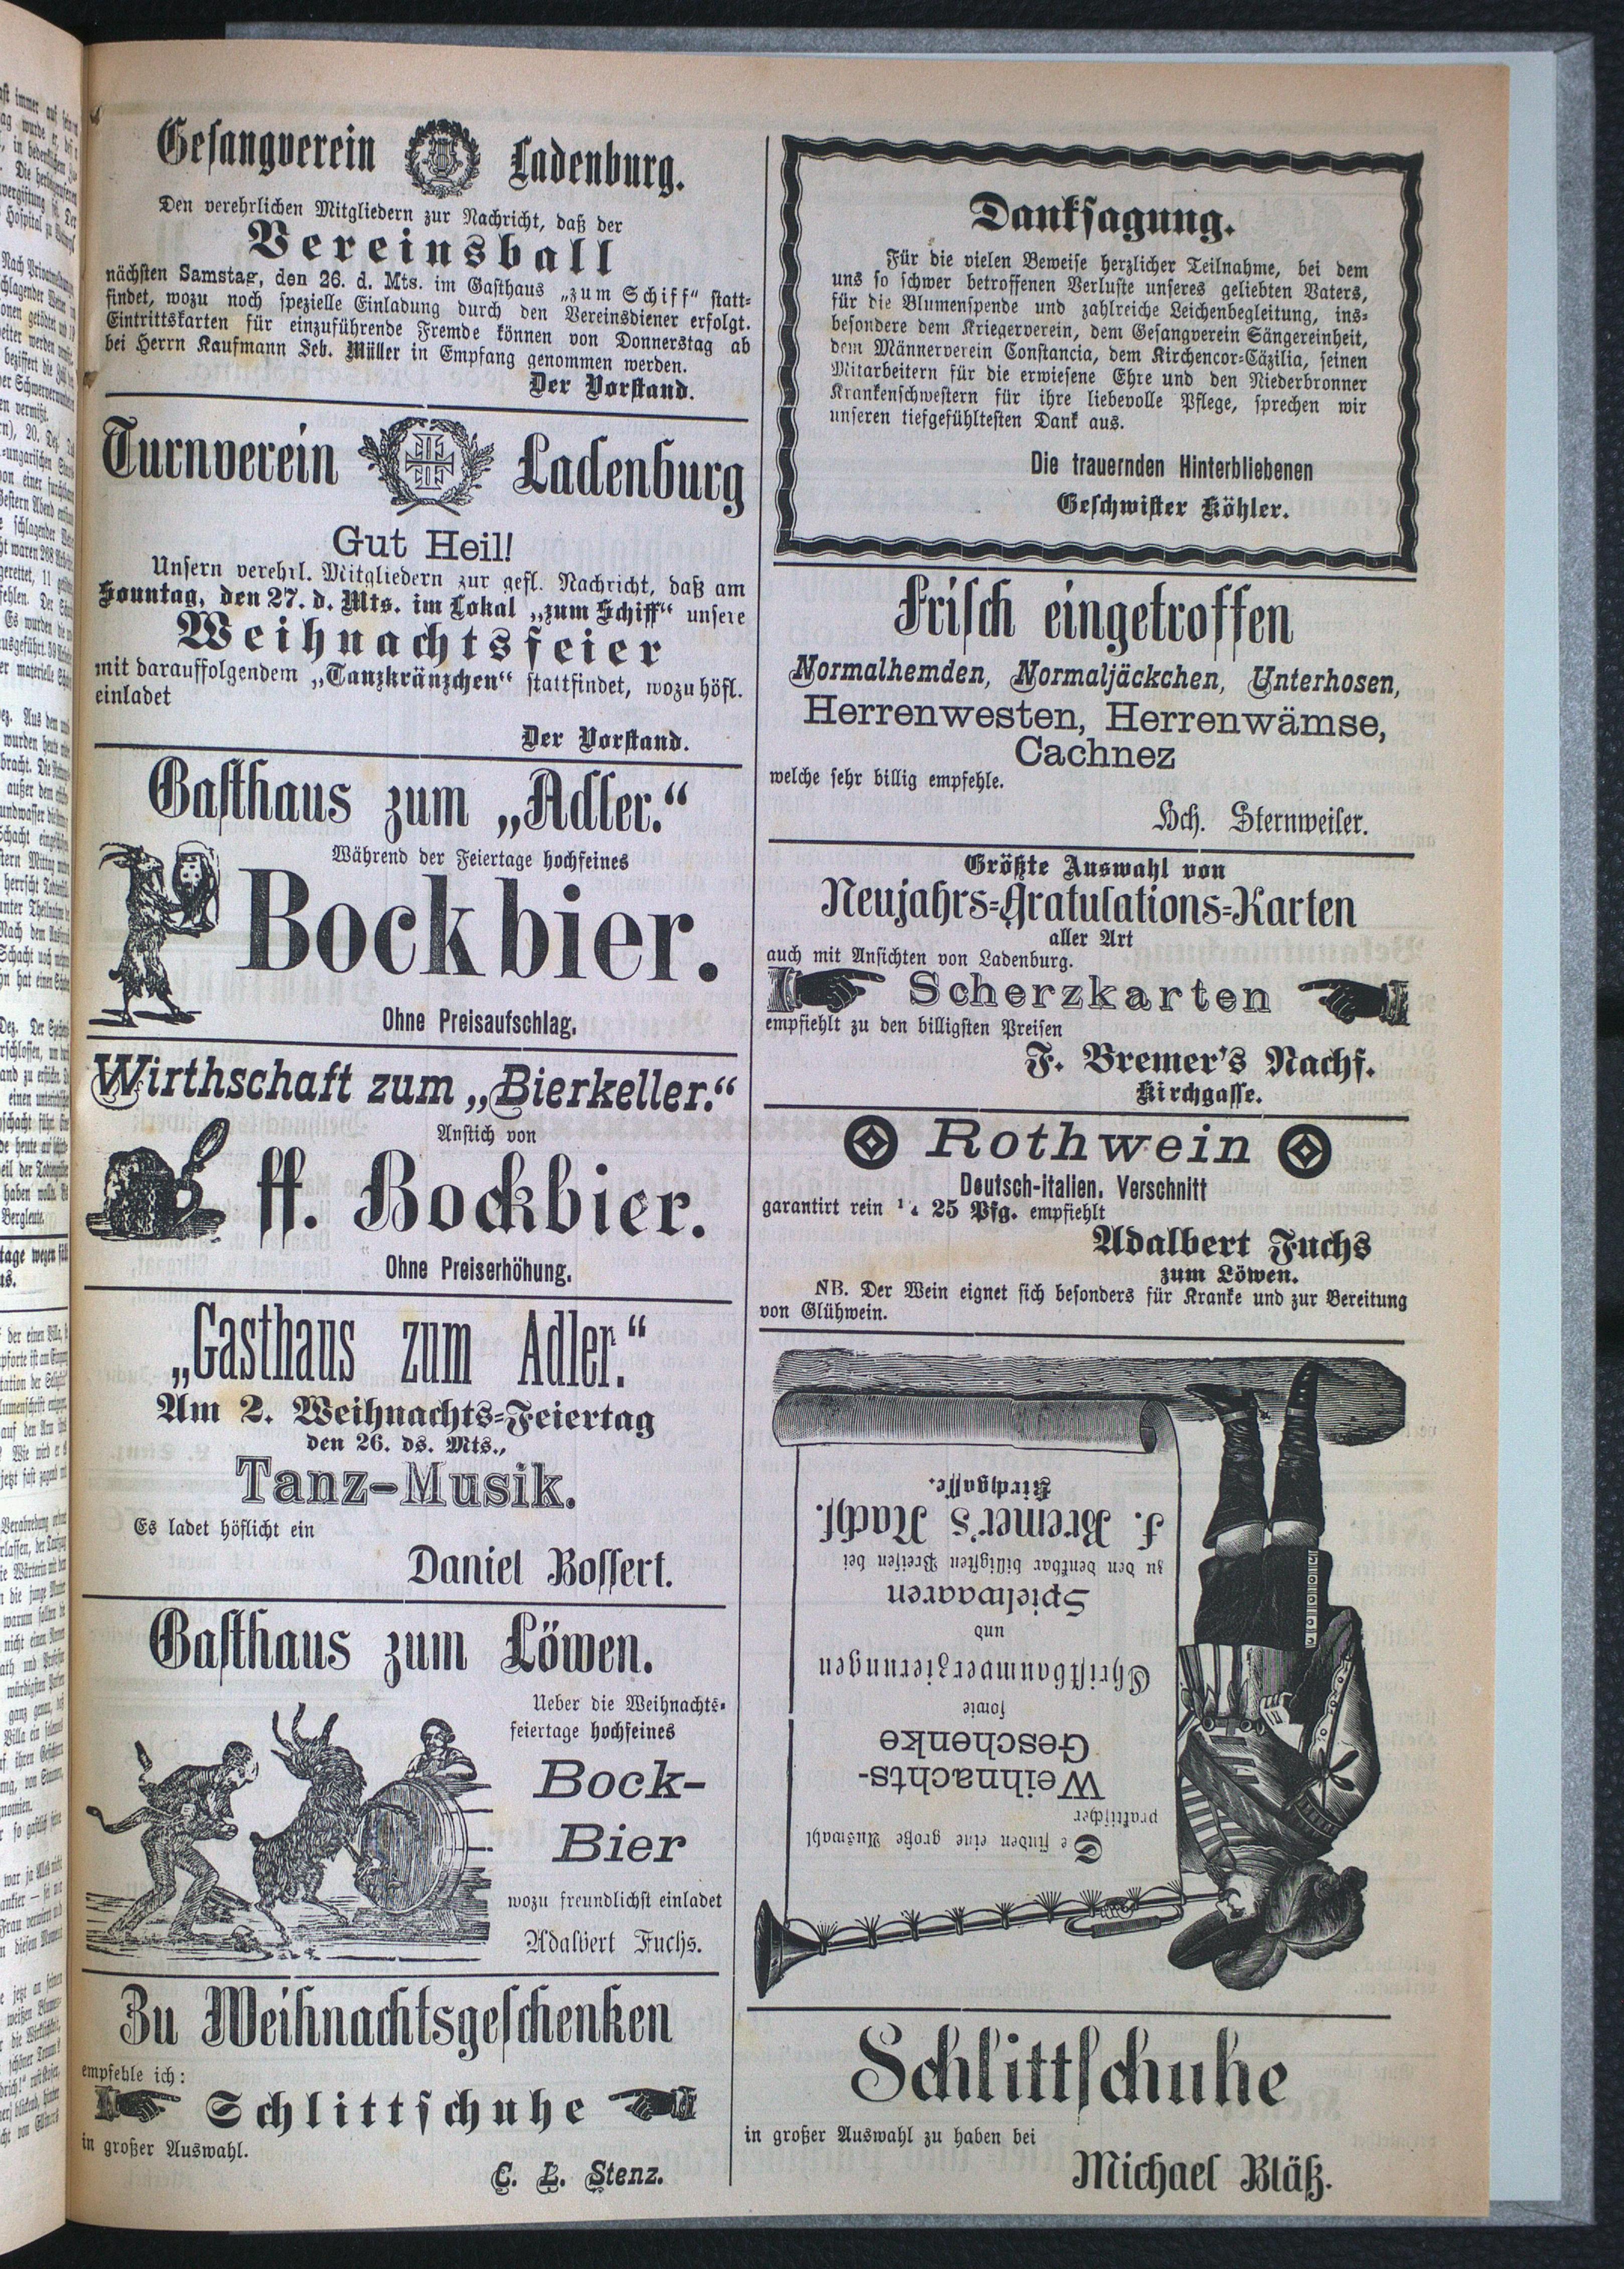 Gesangverein Ladenburg.
Den verehrlichen Mitgliedern zur Nachricht, daß der
Vereinsball
nächsten Samstag, den 26. d. Mts. im Gasthaus „zum Schiff“ statt-
findet, wozu noch spezielle Einladung durch den Vereinsdiener erfolgt.
Eintrittskarten für einzuführende Fremde können von Donnerstag ab
bei Herrn Kaufmann Seb. Müller in Empfang genommen werden.
Der Vorstand.
Turnverein Ladenburg
Gut Heil!
Unsern verehrl. Mitgliedern zur gefl. Nachricht, daß am
Sonntag, den 27. d. Mts. im Lokal „zum Schiff“ unsere
Weihnachtsfeier
mit darauffolgendem „Tanzkränzchen“ stattfindet, wozu höfl.
einladet
Der Vorstand.
Gasthaus zum „Adler.“
Während der Feiertage hochfeines
Bockbier.
Ohne Preisaufschlag.
Wirthschaft zum „Bierkeller.“
Anstich von
ff. Bockbier.
Ohne Preiserhöhung.
„Gasthaus zum Adler.“
Am 2. Weihnachts-Feiertag
den 26. ds. Mts.,
Tanz-Musik.
Es ladet höflicht ein
Daniel Bossert.
Gasthaus zum Löwen.
Ueber die Weihnachts-
feiertage hochfeines
Bock-
Bier
wozu freundlichst einladet
Adalbert Fuchs.
Zu Weihnachtsgeschenken
empfehle ich:
Schlittschuhe
in großer Auswahl.
C. L. Stenz.
Danksagung.
Für die vielen Beweise herzlicher Teilnahme, bei dem
uns so schwer betroffenen Verluste unseres geliebten Vaters,
für die Blumenspende und zahlreiche Leichenbegleitung, ins-
besondere dem Kriegerverein, dem Gesangverein Sängereinheit,
dem Männerverein Constancia, dem Kirchencor-Cäzilia, seinen
Mitarbeitern für die erwiesene Ehre und den Niederbronner
Krankenschwestern für ihre liebevolle Pflege, sprechen wir
unseren tiefgefühltesten Dank aus.
Die trauernden Hinterbliebenen
Geschwister Köhler.
Frisch eingetroffen
Normalhemden, Normaljäckchen, Unterhosen,
Herrenwesten, Herrenwämse,
Cachnez
welche sehr billig empfehle.
Hch. Sternweiler.
Größte Auswahl von
Neujahrs-Gratulations-Karten
aller Art
auch mit Ansichten von Ladenburg.
Scherzkarten
empfiehlt zu den billigsten Preisen
F. Bremer's Nachf.
Kirchgasse.
Rothwein
Deutsch-italien. Verschnitt
garantirt rein 25 Pfg. empfiehlt
Adalbert Fuchs
zum Löwen.
NB. Der Wein eignet sich besonders für Kranke und zur Bereitung
von Glühwein.
S e finden eine große Auswahl
praktischer
Weihnachts-
Geschenke
sowie
Christbaumverzierungen
und
Spielwaaren
zu den denkbar billigsten Preisen bei
F. Bremer's Nachf.
Kirchgasse.
Schlittschuhe
in großer Auswahl zu haben bei
Michael Bläß.